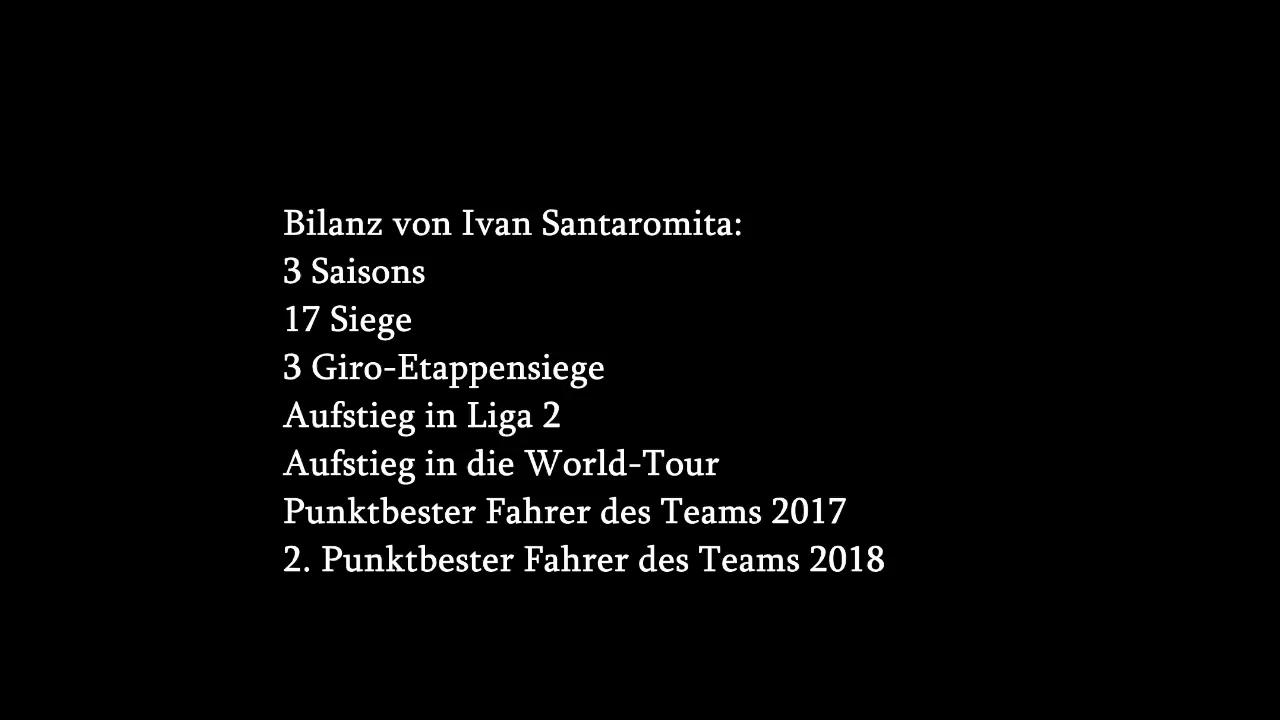 Bilanz von Ivan Santaromita:
3 Saisons
17 Siege
3 Giro-Etappensiege
Aufstieg in Liga 2
Aufstieg in die World-Tour
Punktbester Fahrer des Teams 2017
2. Punktbester Fahrer des Teams 2018